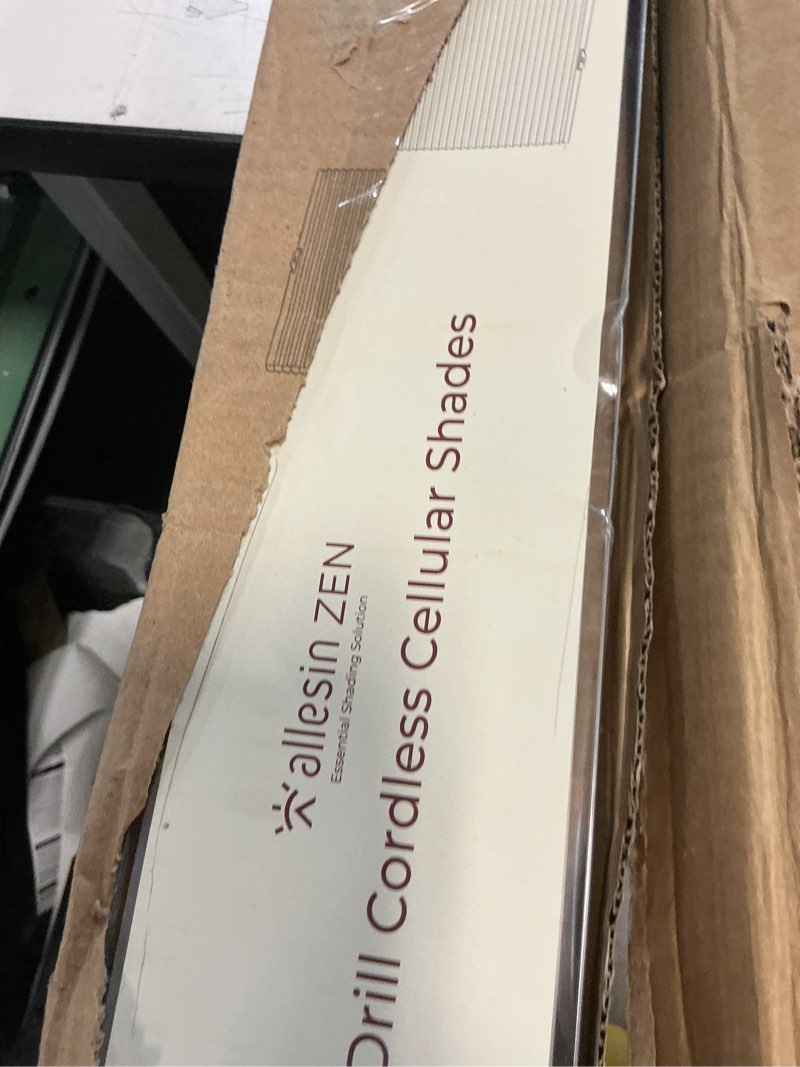 allesin ZEN
Essential Shading Solution
Drill Cordless Cellular Shades